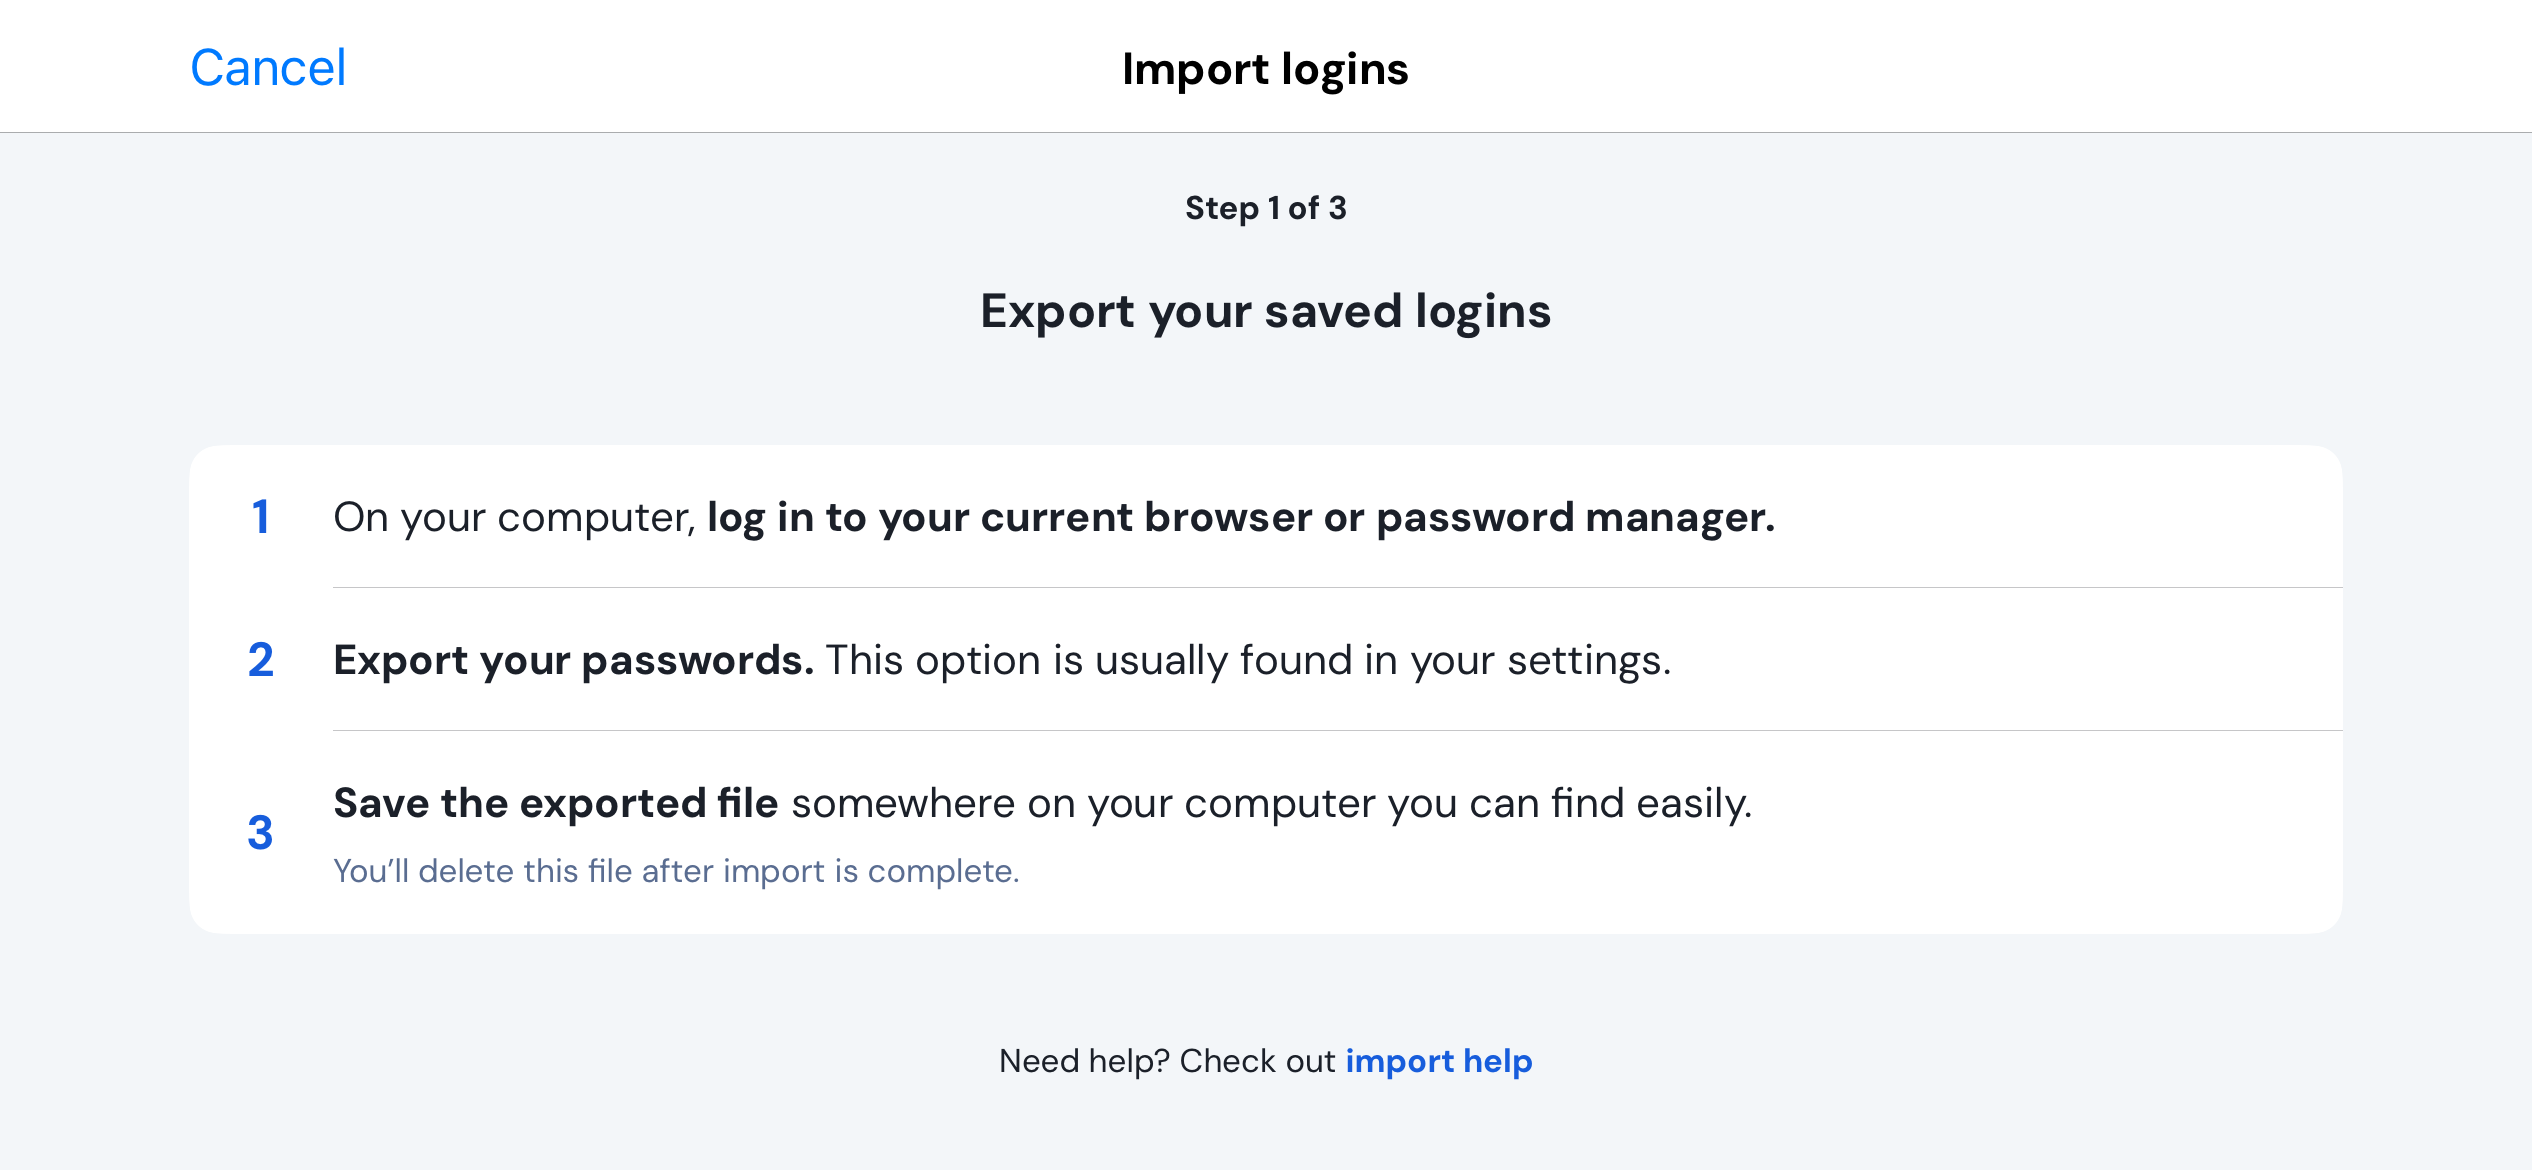 Cancel
Import logins
Step 1 of 3
Export your saved logins
1
On your computer, log in to your current browser or password manager.
2
Export your passwords. This option is usually found in your settings.
3
Save the exported file somewhere on your computer you can find easily.
You’ll delete this file after import is complete.
Need help? Check out import help